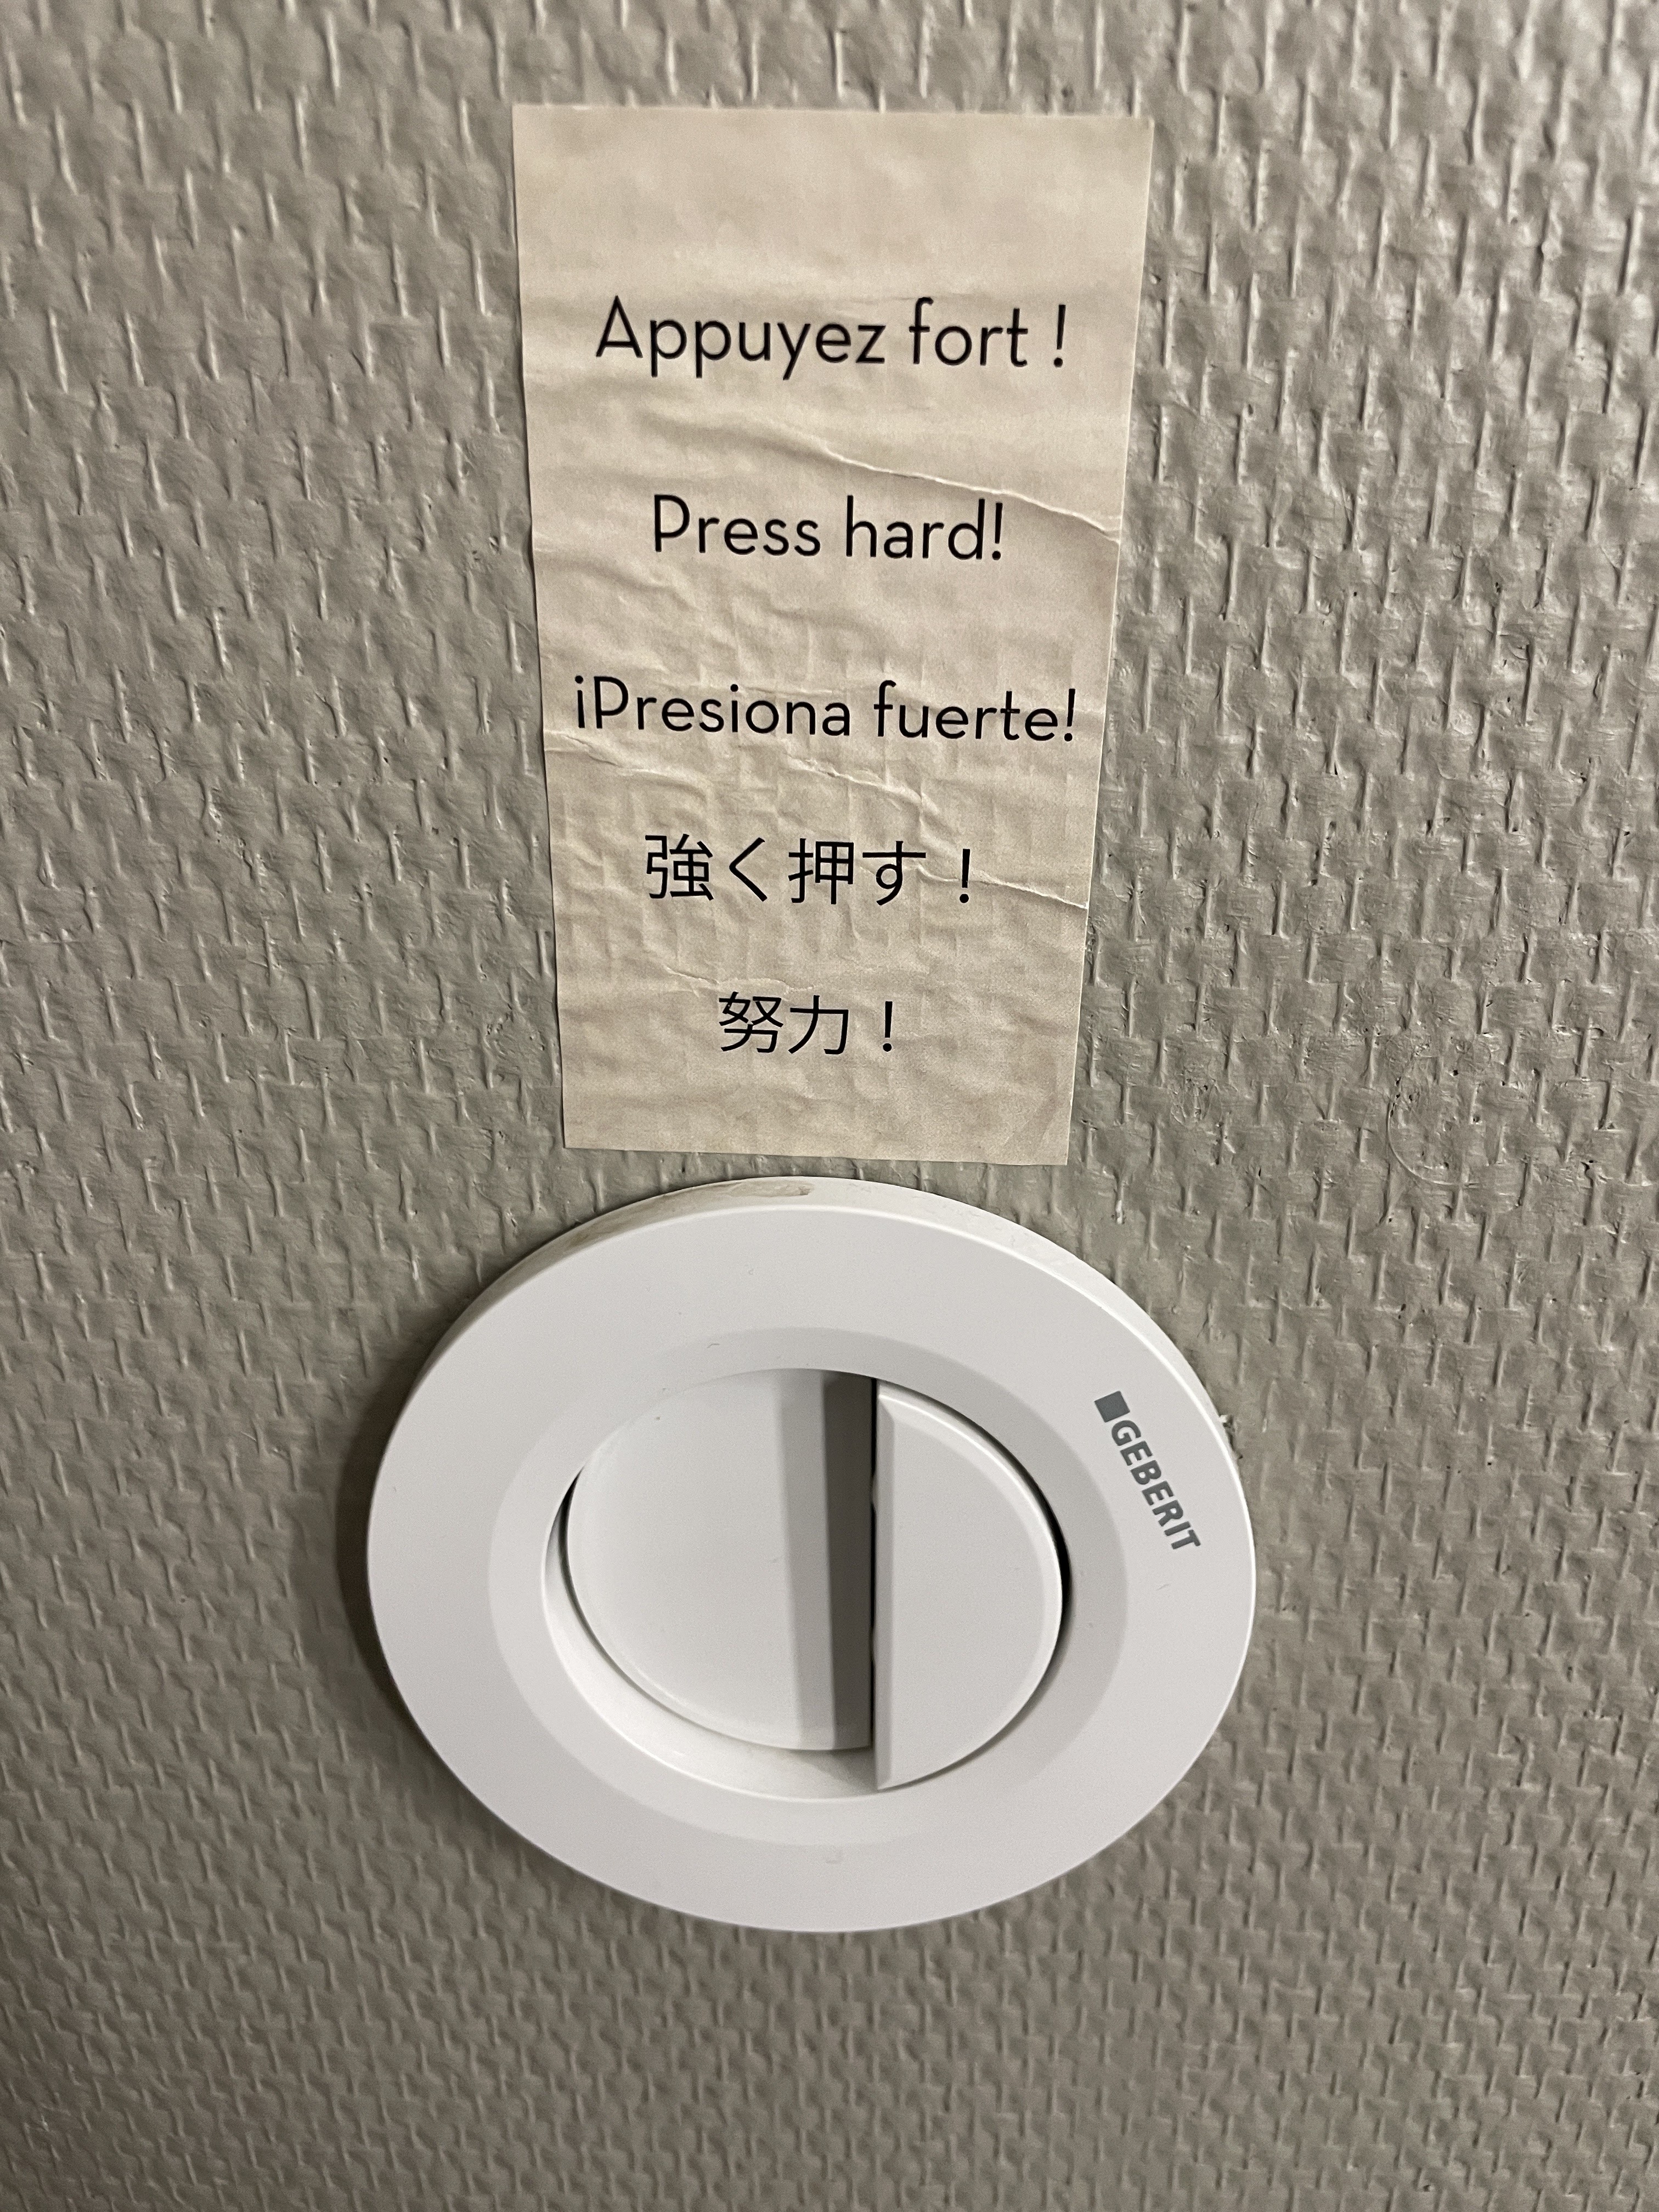 Appuyez fort !
Press hard!
¡Presiona fuerte!
強く押す！
努力！
GEBERIT